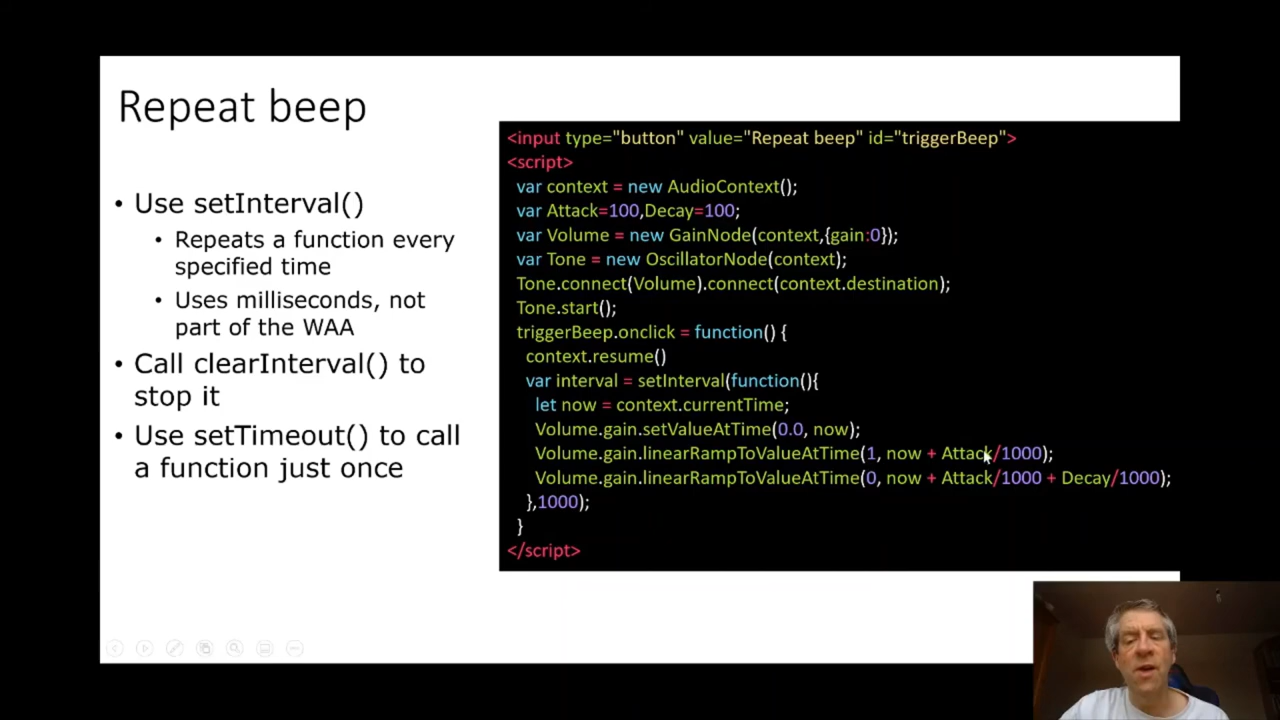 Repeat beep
• Use setInterval()
• Repeats a function every
specified time
• Uses milliseconds, not
part of the WAA
• Call clearInterval() to
stop it
• Use setTimeout() to call
a function just once
<input type="button" value="Repeat beep" id="triggerBeep">
<script>
var context = new AudioContext();
var Attack=100,Decay=100;
var Volume = new GainNode(context,{gain:0});
var Tone = new OscillatorNode(context);
Tone.connect(Volume).connect(context.destination);
Tone.start();
triggerBeep.onclick = function() {
context.resume()
var interval = setInterval(function(){
let now = context.currentTime;
Volume.gain.setValueAtTime(0.0, now);
Volume.gain.linearRampToValueAtTime(1, now + Attack/1000);
Volume.gain.linearRampToValueAtTime(0, now + Attack/1000 + Decay/1000);
},1000);
}
</script>